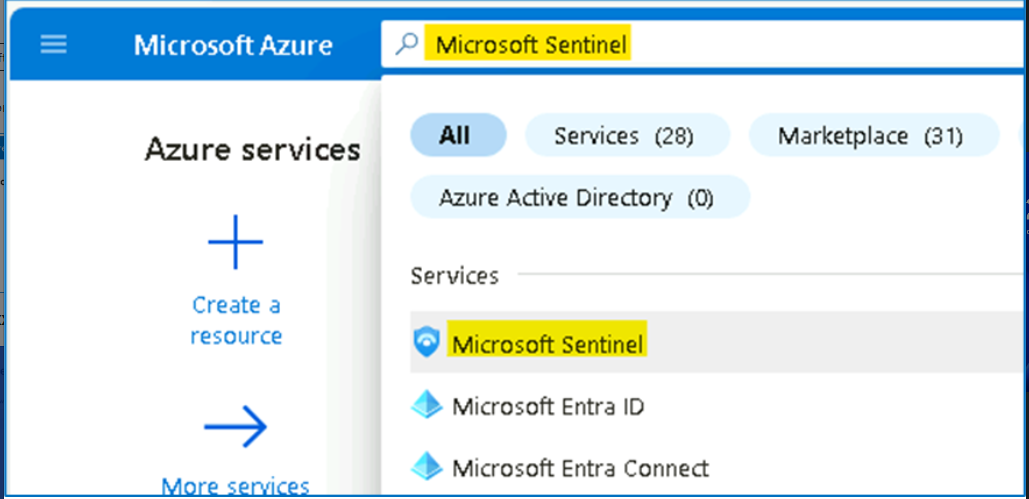 Microsoft Azure
Microsoft Sentinel
All
Services (28)
Marketplace (31)
Azure Active Directory (0)
Azure services
Create a
resource
More services
Services
Microsoft Sentinel
Microsoft Entra ID
Microsoft Entra Connect